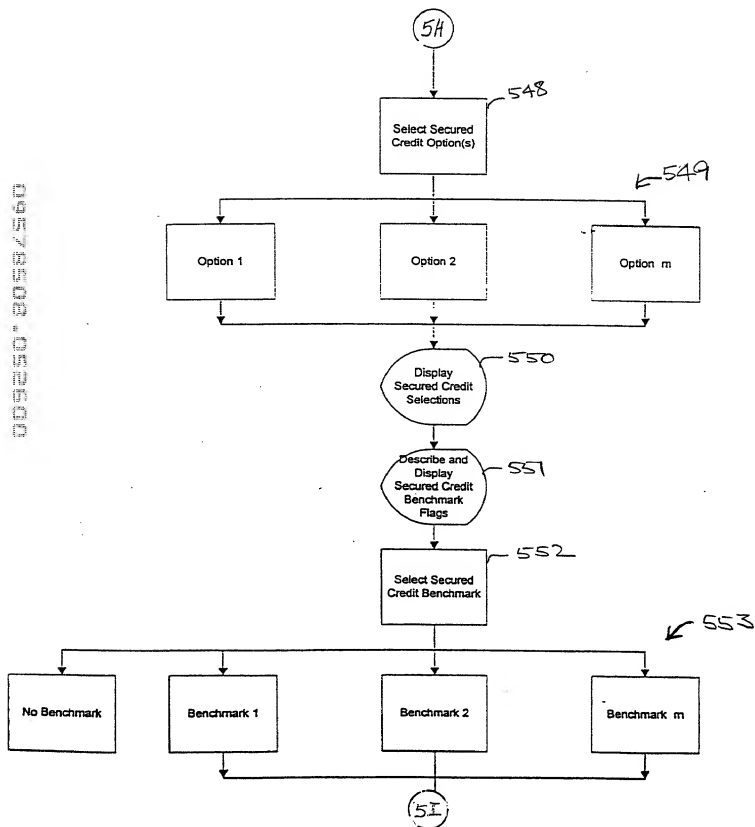 5H
548
Select Secured
Credit Option(s)
549
Option 1
Option 2
Option m
550
Display
Secured Credit
Selections
551
Describe and
Display
Secured Credit
Benchmark
Flags
552
Select Secured
Credit Benchmark
553
No Benchmark
Benchmark 1
Benchmark 2
Benchmark m
5I